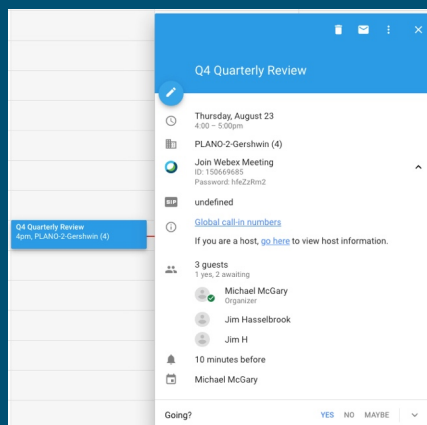 Q4 Quarterly Review
Thursday, August 23
4:00 – 5:00pm
PLANO-2-Gershwin (4)
Join Webex Meeting
ID: 150669685
Password: hfeZzRm2
SIP
undefined
Global call-in numbers
If you are a host, go here to view host information.
Q4 Quarterly Review
4pm, PLANO-2-Gershwin (4)
3 guests
1 yes, 2 awaiting
Michael McGary
Organizer
Jim Hasselbrook
Jim H
10 minutes before
Michael McGary
Going?
YES NO MAYBE